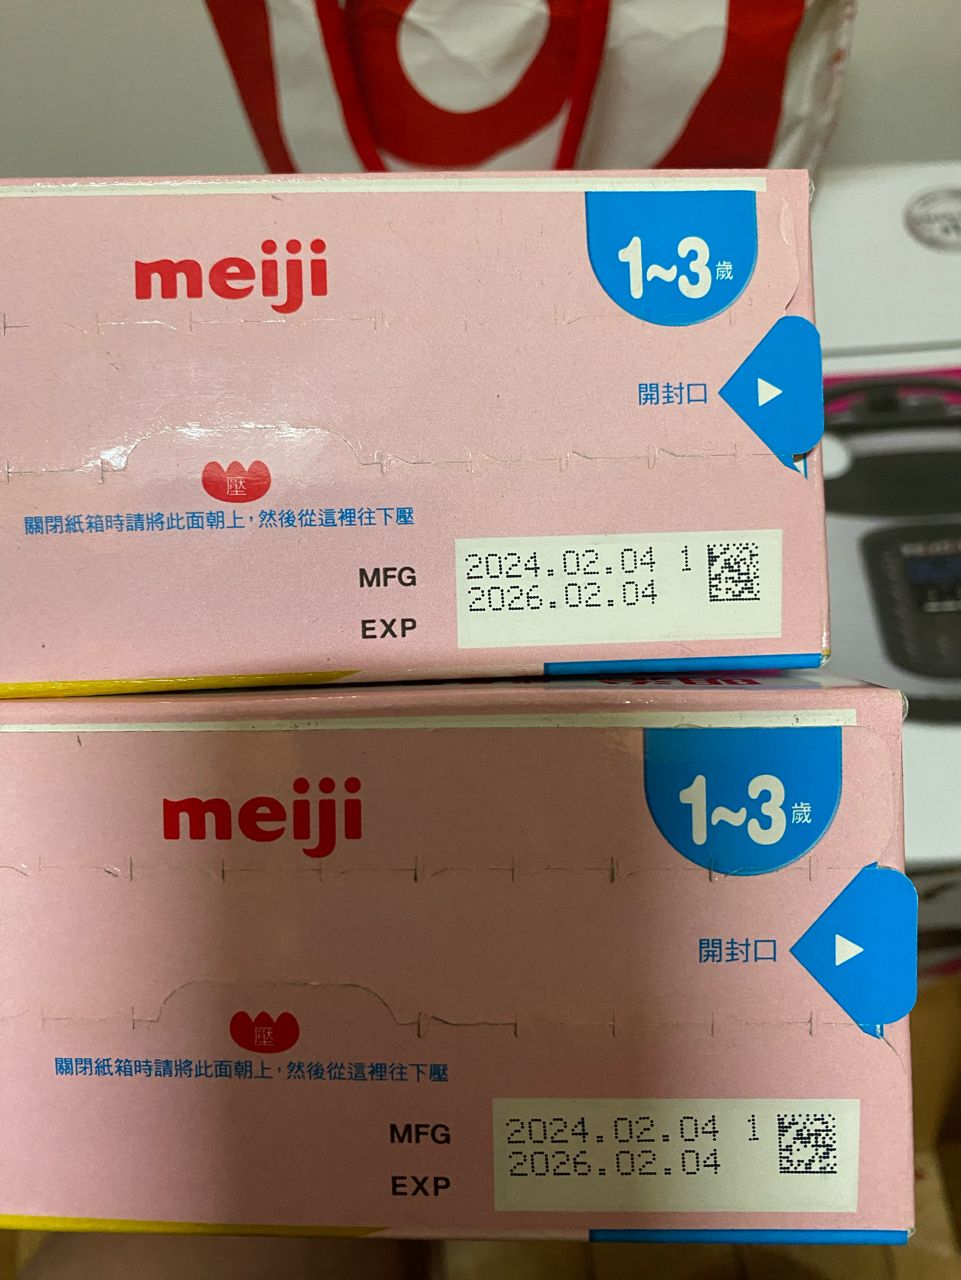 meiji
1~3歲
開封口
壓
關閉紙箱時請將此面朝上，然後從這裡往下壓
MFG 2024.02.04 1
EXP 2026.02.04
meiji
1~3歲
開封口
壓
關閉紙箱時請將此面朝上，然後從這裡往下壓
MFG 2024.02.04 1
EXP 2026.02.04